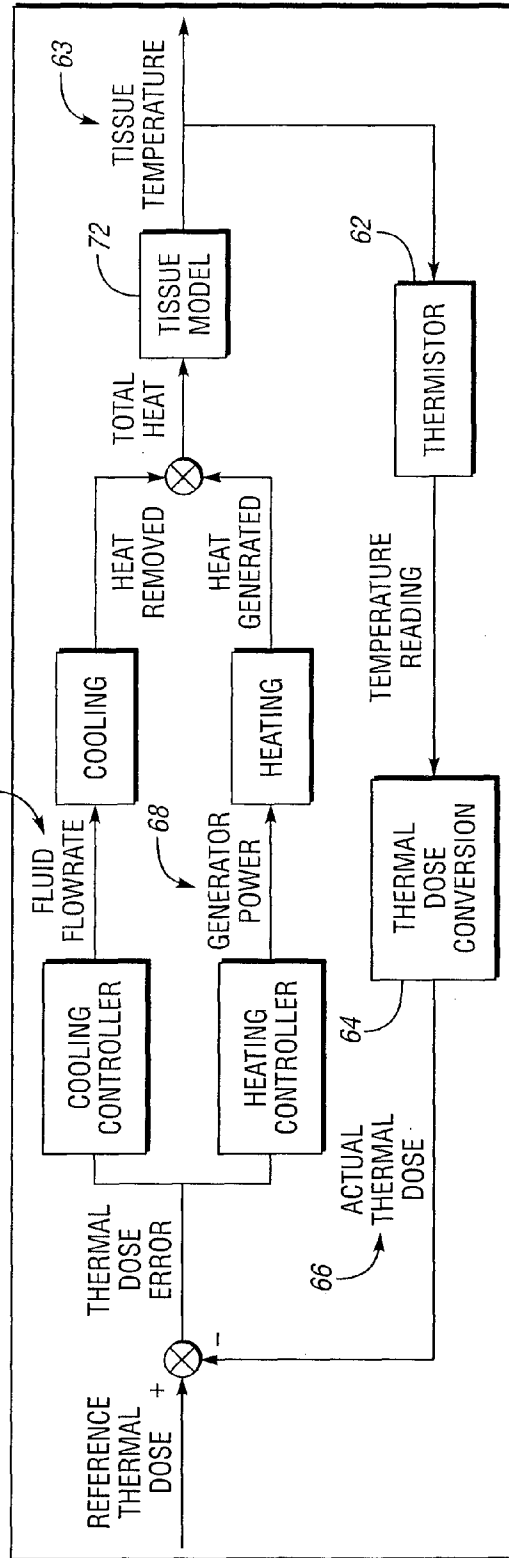 REFERENCE
THERMAL
DOSE
+
-
THERMAL
DOSE
ERROR
COOLING
CONTROLLER
HEATING
CONTROLLER
FLUID
FLOWRATE
68
GENERATOR
POWER
COOLING
HEATING
HEAT
REMOVED
HEAT
GENERATED
TOTAL
HEAT
72
TISSUE
MODEL
63
TISSUE
TEMPERATURE
62
THERMISTOR
TEMPERATURE
READING
THERMAL
DOSE
CONVERSION
64
ACTUAL
THERMAL
DOSE
66